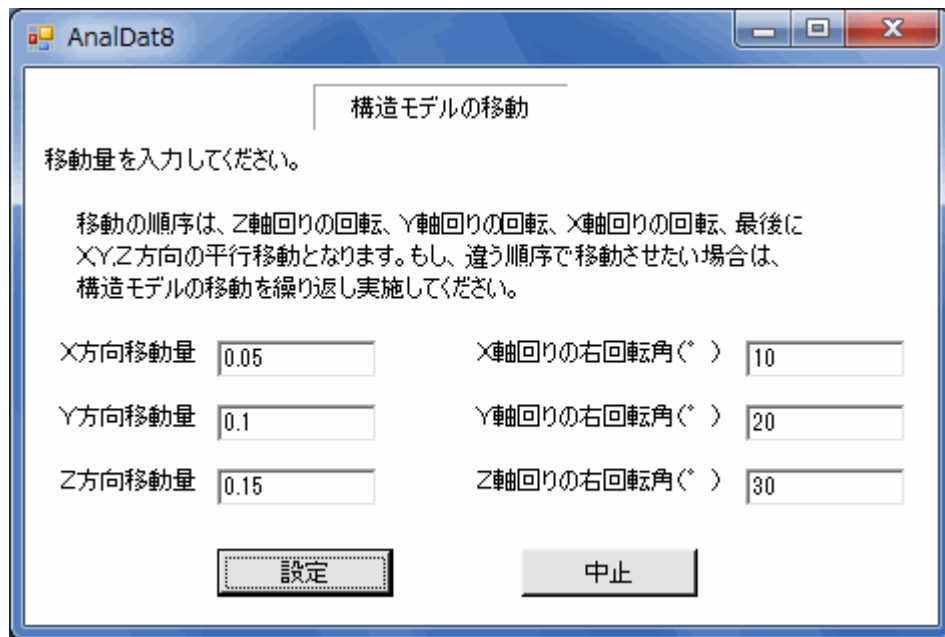 AnalDat8
構造モデルの移動
移動量を入力してください。
移動の順序は、Z軸回りの回転、Y軸回りの回転、X軸回りの回転、最後に
X,Y,Z方向の平行移動となります。もし、違う順序で移動させたい場合は、
構造モデルの移動を繰り返し実施してください。
X方向移動量 0.05 X軸回りの右回転角(°) 10
Y方向移動量 0.1 Y軸回りの右回転角(°) 20
Z方向移動量 0.15 Z軸回りの右回転角(°) 30
設定 中止